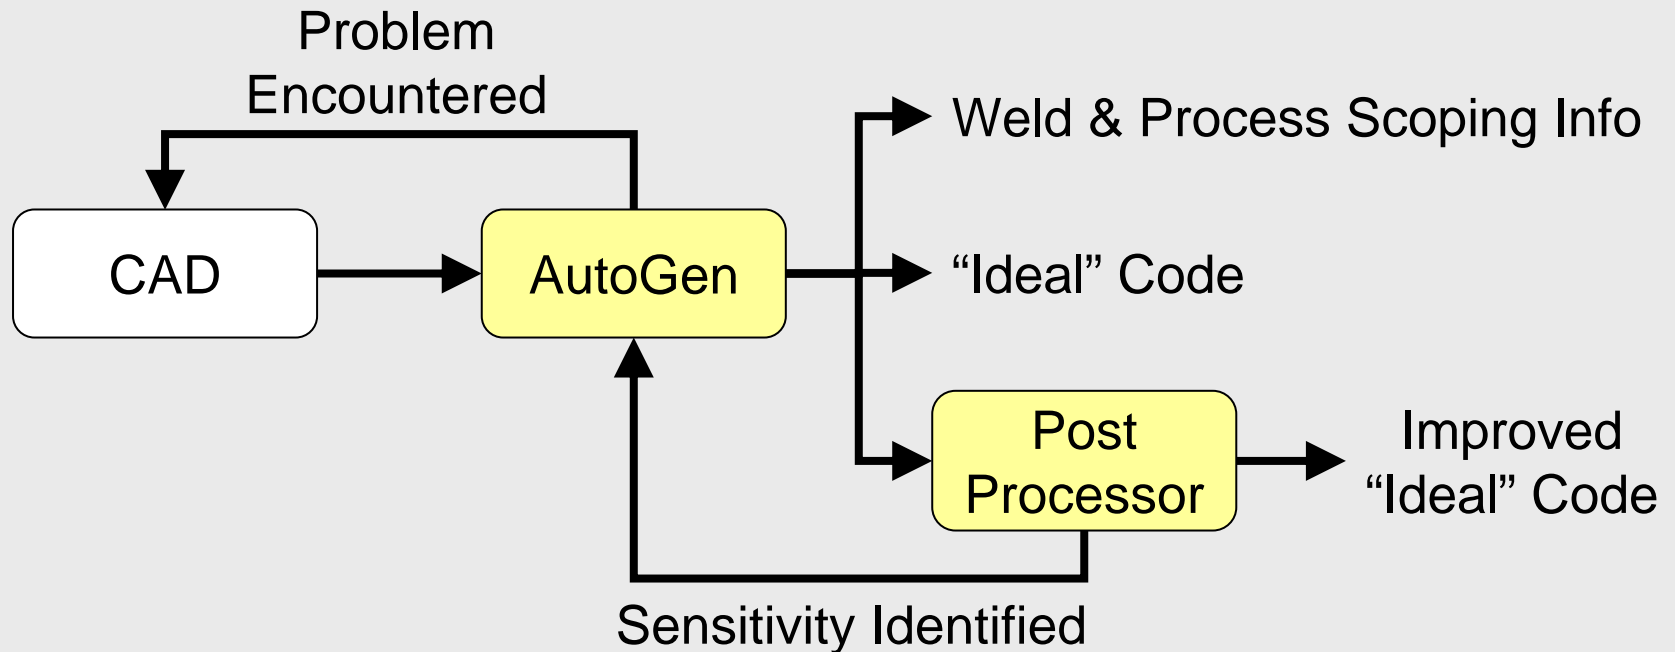 Problem
Encountered
Weld & Process Scoping Info
CAD
AutoGen
“Ideal” Code
Post
Processor
Improved
“Ideal” Code
Sensitivity Identified